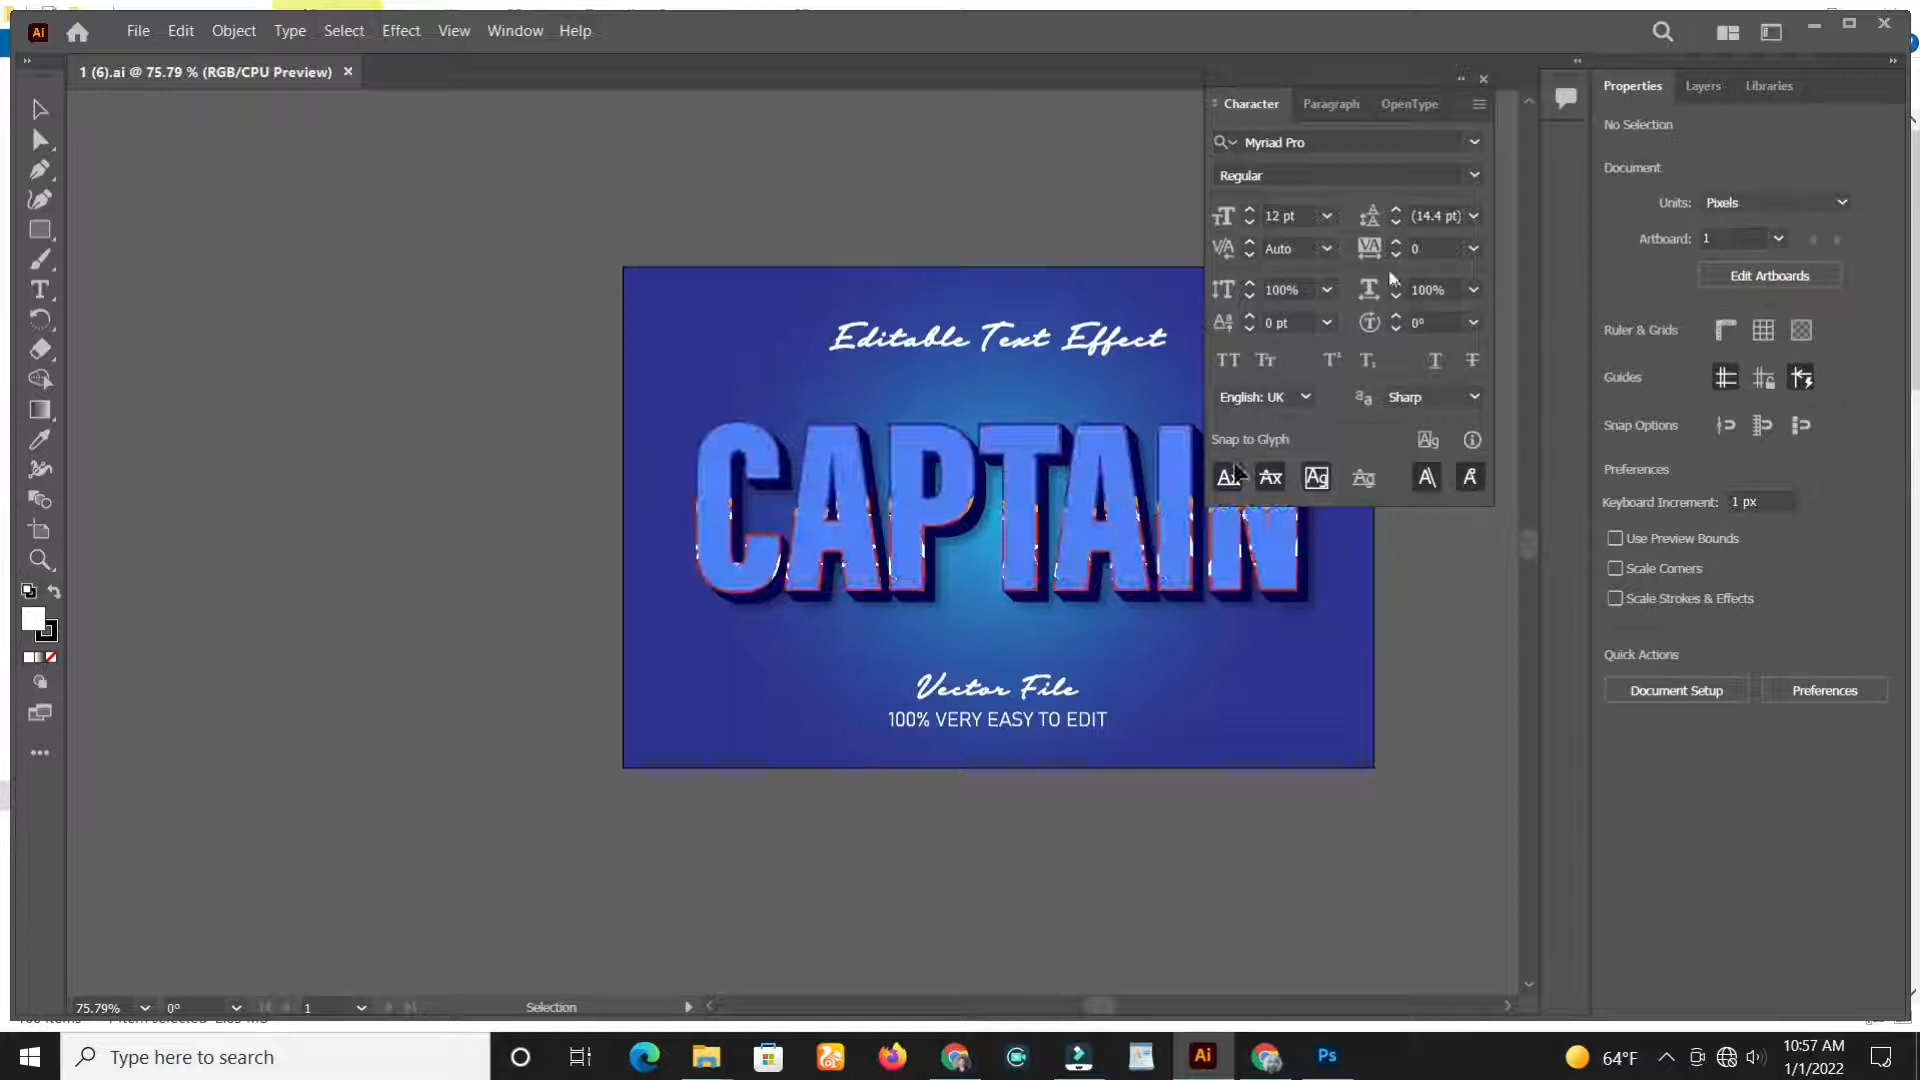 Ai File Edit Object Type Select Effect View Window Help
1 (6).ai @ 75.79 % (RGB/CPU Preview)
Character Paragraph OpenType
Myriad Pro
Regular
12 pt (14.4 pt)
Auto 0
100% 100%
0 pt 0°
English: UK Sharp
Snap to Glyph
Editable Text Effect
CAPTAIN
Vector File
100% VERY EASY TO EDIT
Properties Layers Libraries
No Selection
Document
Units: Pixels
Artboard: 1
Edit Artboards
Ruler & Grids
Guides
Snap Options
Preferences
Keyboard Increment: 1 px
Use Preview Bounds
Scale Corners
Scale Strokes & Effects
Quick Actions
Document Setup Preferences
75.79% 0° 1 Selection
Type here to search
Ai Ps 64°F 10:57 AM
1/1/2022